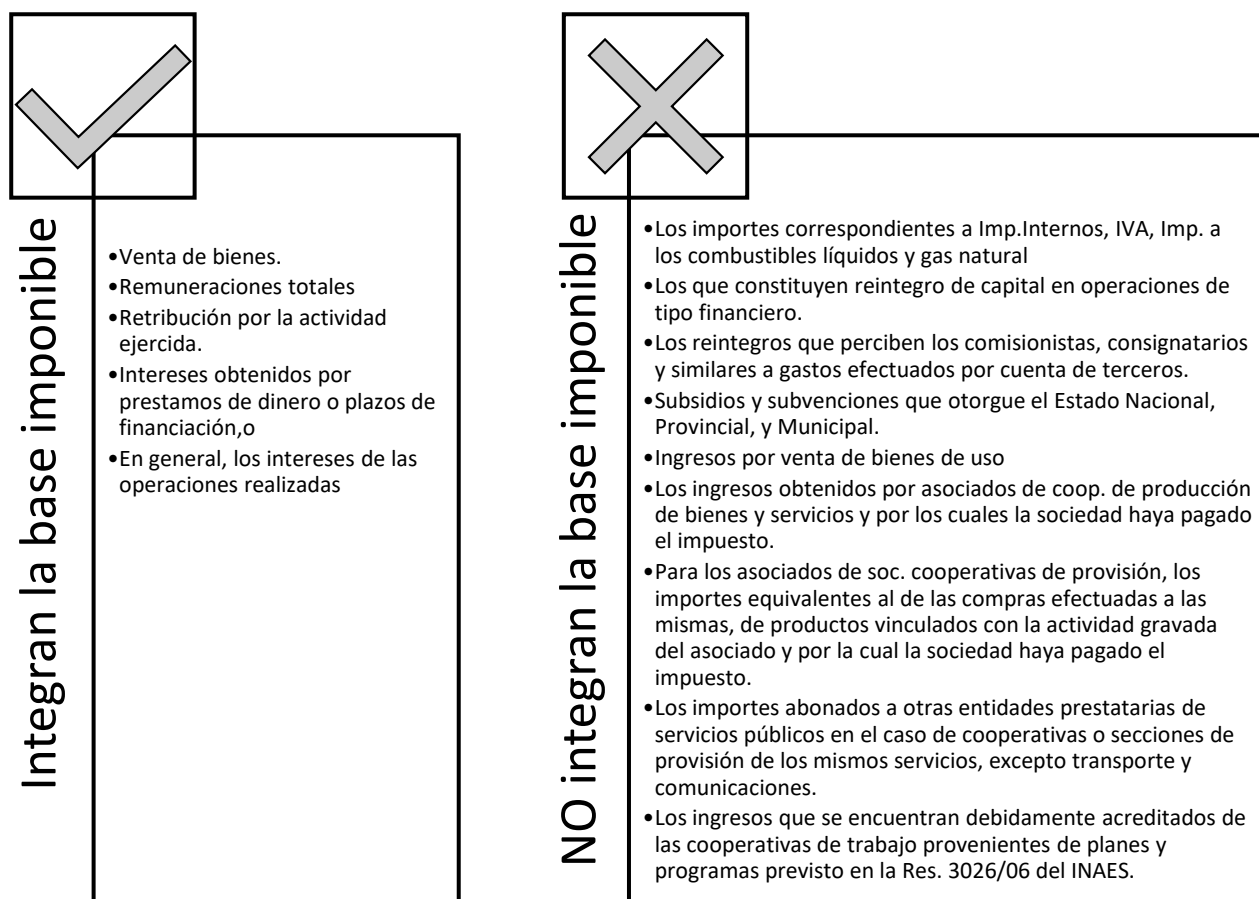 Integran la base imponible
•Venta de bienes.
•Remuneraciones totales
•Retribución por la actividad
ejercida.
•Intereses obtenidos por
prestamos de dinero o plazos de
financiación,o
•En general, los intereses de las
operaciones realizadas
NO integran la base imponible
•Los importes correspondientes a Imp.Internos, IVA, Imp. a
los combustibles líquidos y gas natural
•Los que constituyen reintegro de capital en operaciones de
tipo financiero.
•Los reintegros que perciben los comisionistas, consignatarios
y similares a gastos efectuados por cuenta de terceros.
•Subsidios y subvenciones que otorgue el Estado Nacional,
Provincial, y Municipal.
•Ingresos por venta de bienes de uso
•Los ingresos obtenidos por asociados de coop. de producción
de bienes y servicios y por los cuales la sociedad haya pagado
el impuesto.
•Para los asociados de soc. cooperativas de provisión, los
importes equivalentes al de las compras efectuadas a las
mismas, de productos vinculados con la actividad gravada
del asociado y por la cual la sociedad haya pagado el
impuesto.
•Los importes abonados a otras entidades prestatarias de
servicios públicos en el caso de cooperativas o secciones de
provisión de los mismos servicios, excepto transporte y
comunicaciones.
•Los ingresos que se encuentran debidamente acreditados de
las cooperativas de trabajo provenientes de planes y
programas previsto en la Res. 3026/06 del INAES.